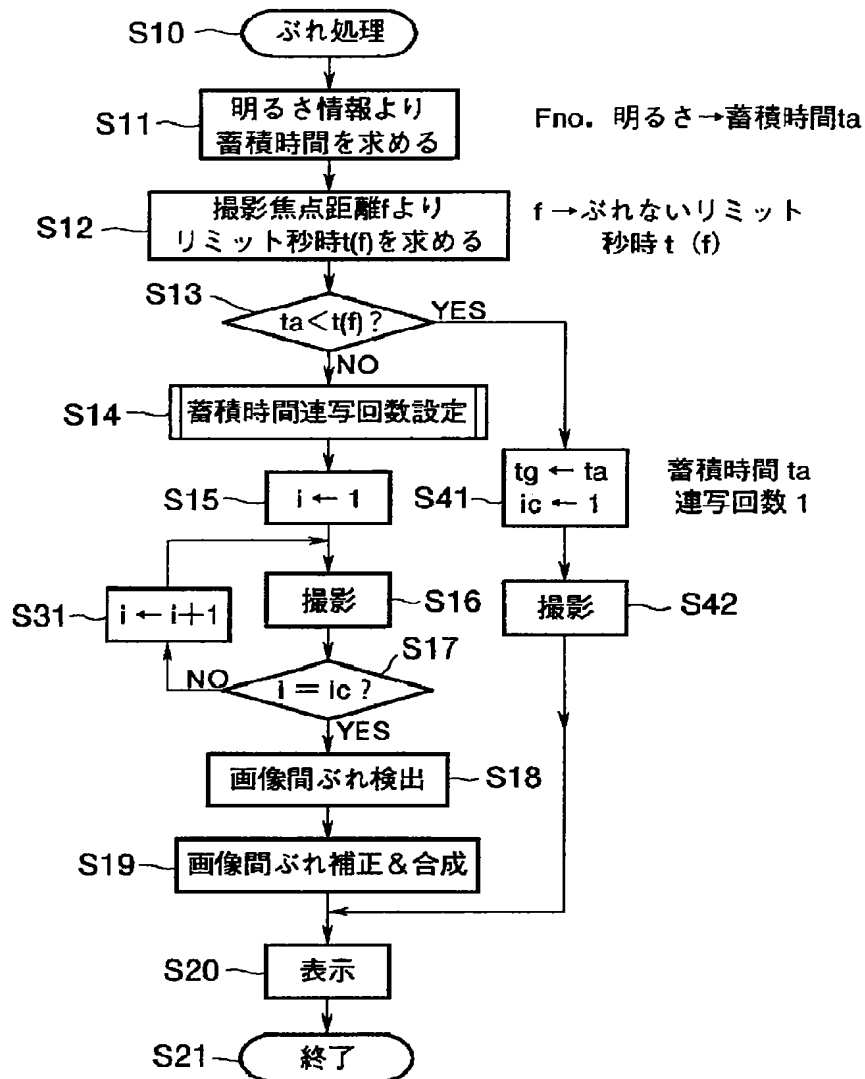 S10
ぶれ処理
S11
明るさ情報より
蓄積時間を求める
Fno. 明るさ→蓄積時間ta
S12
撮影焦点距離fより
リミット秒時t(f)を求める
f→ぶれないリミット
秒時 t (f)
S13
ta<t(f)?
YES
NO
S14
蓄積時間連写回数設定
S15
i ← 1
S41
tg ← ta
ic ← 1
蓄積時間 ta
連写回数 1
S31
i ← i+1
撮影
S16
撮影
S42
S17
i = ic ?
NO
YES
画像間ぶれ検出
S18
S19
画像間ぶれ補正&合成
S20
表示
S21
終了